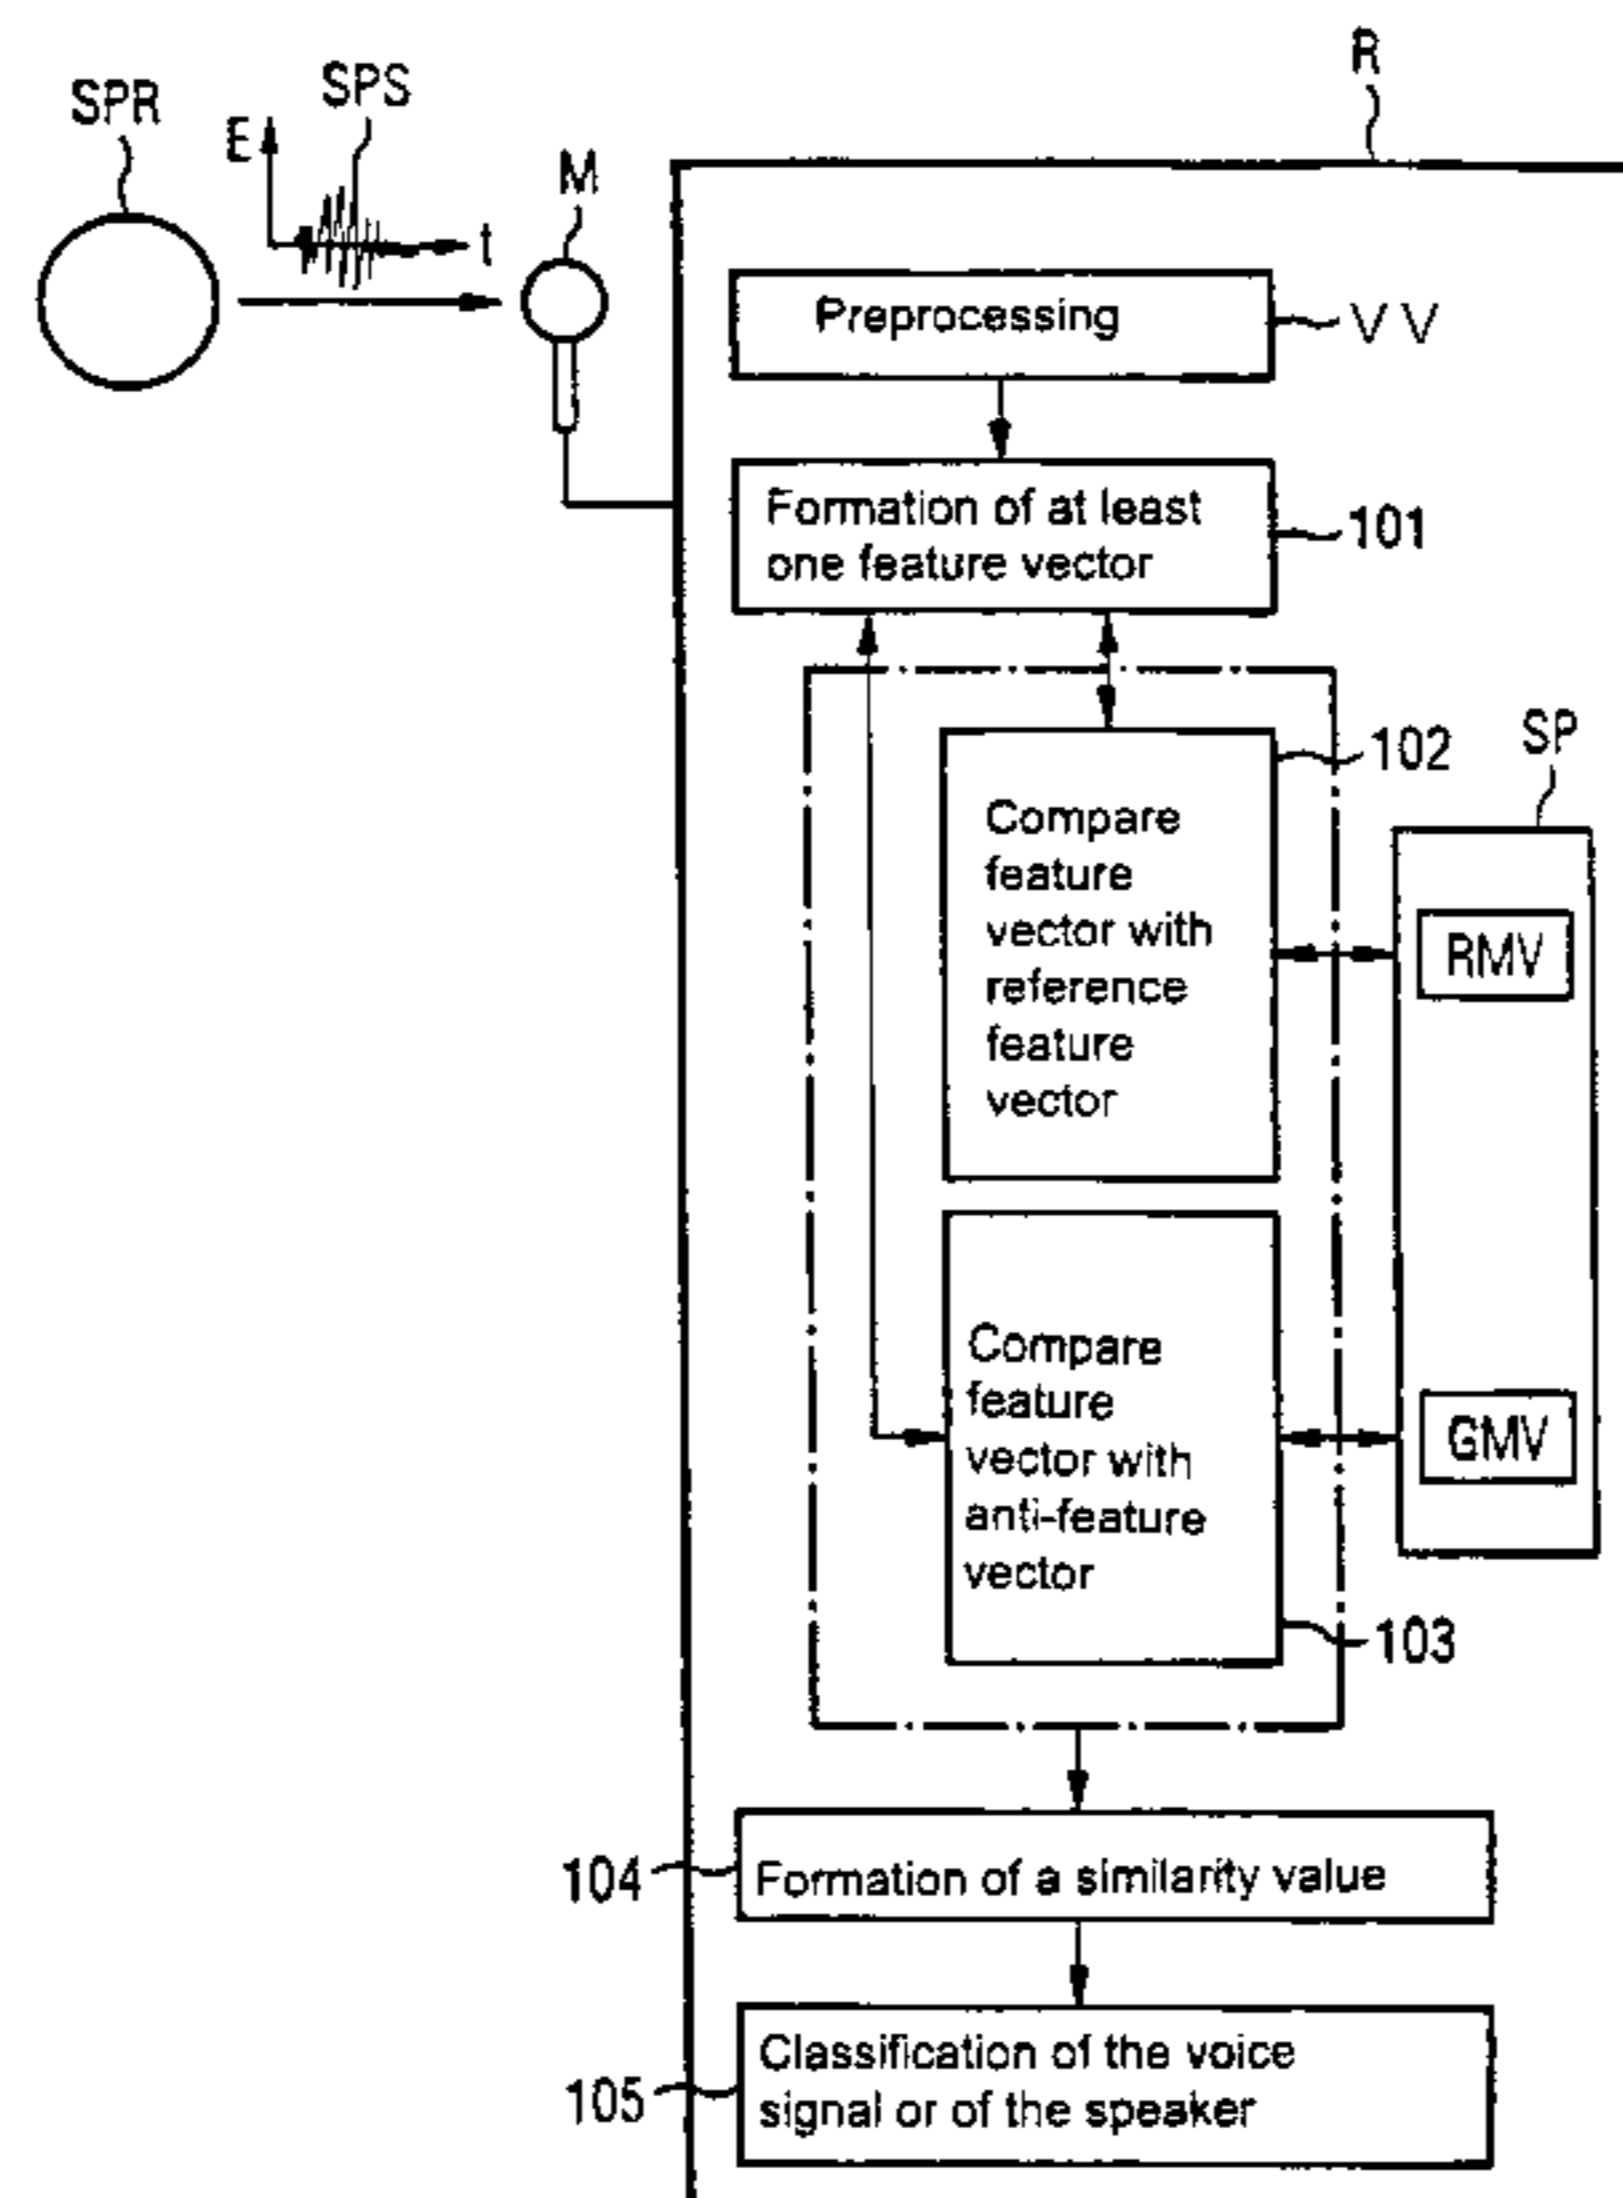 R
SPS
SPR
E
M
t
Preprocessing
V V
Formation of at least
one feature vector
101
102
SP
Compare
feature
vector with
reference
feature
vector
RMV
Compare
feature
vector with
anti-feature
vector
GMV
103
104
Formation of a similarity value
Classification of the voice
signal or of the speaker
105